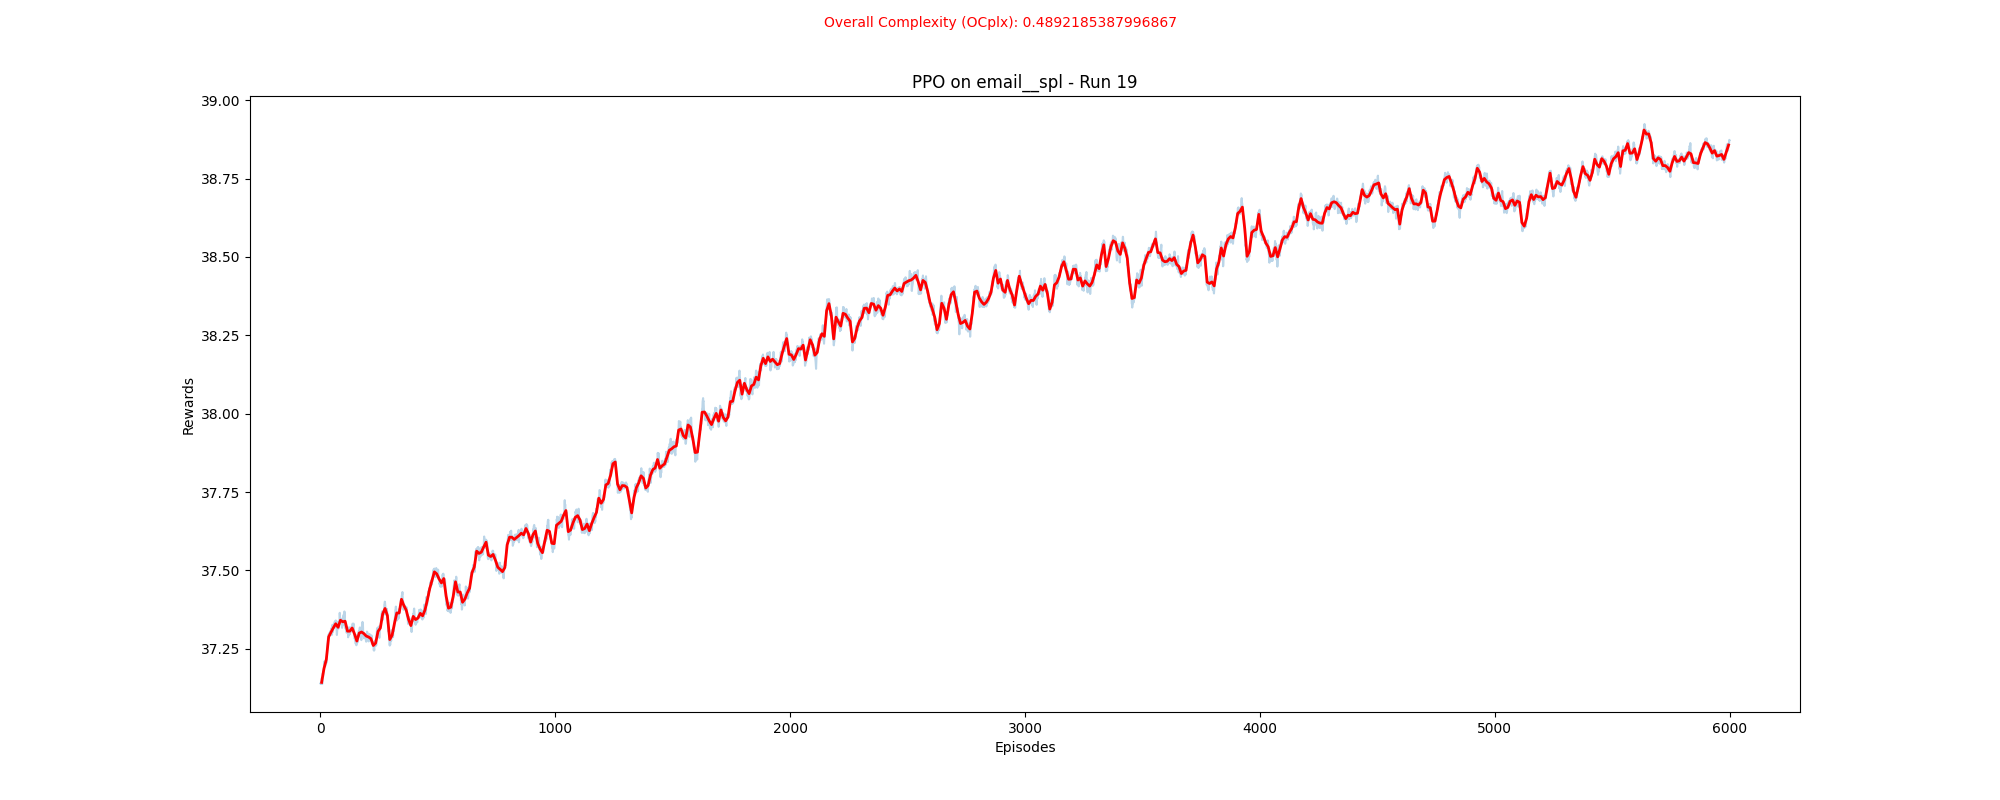 Overall Complexity (OCplx): 0.4892185387996867
PPO on email__spl - Run 19
39.00
38.75
38.50
38.25
38.00
37.75
37.50
37.25
Rewards
0 1000 2000 3000 4000 5000 6000
Episodes